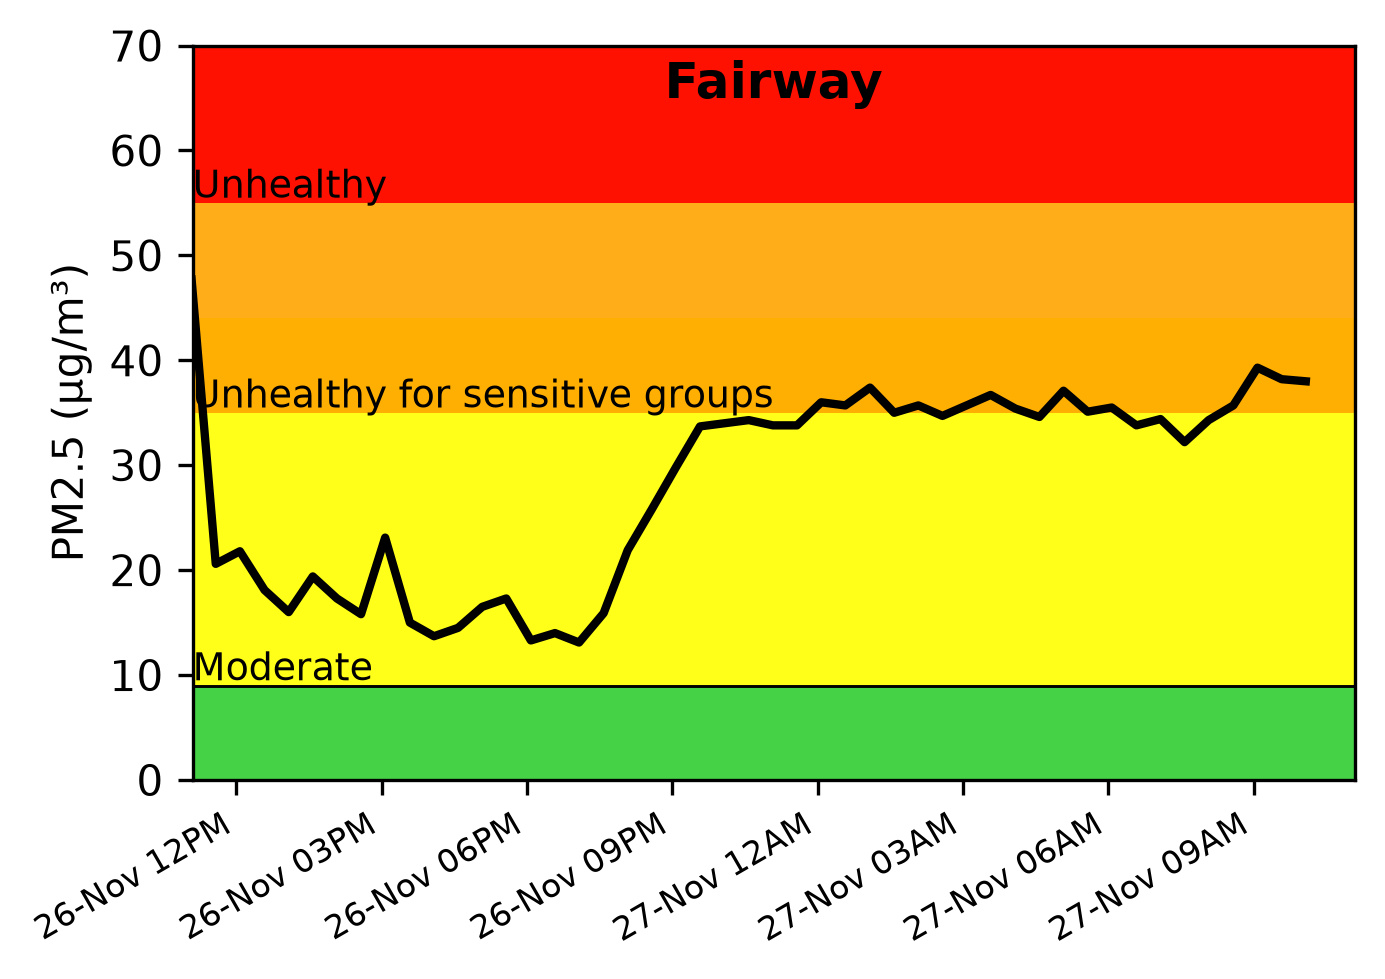 Fairway
PM2.5 (µg/m³)
70
60
Unhealthy
50
40
Unhealthy for sensitive groups
30
20
Moderate
10
0
26-Nov 12PM
26-Nov 03PM
26-Nov 06PM
26-Nov 09PM
27-Nov 12AM
27-Nov 03AM
27-Nov 06AM
27-Nov 09AM